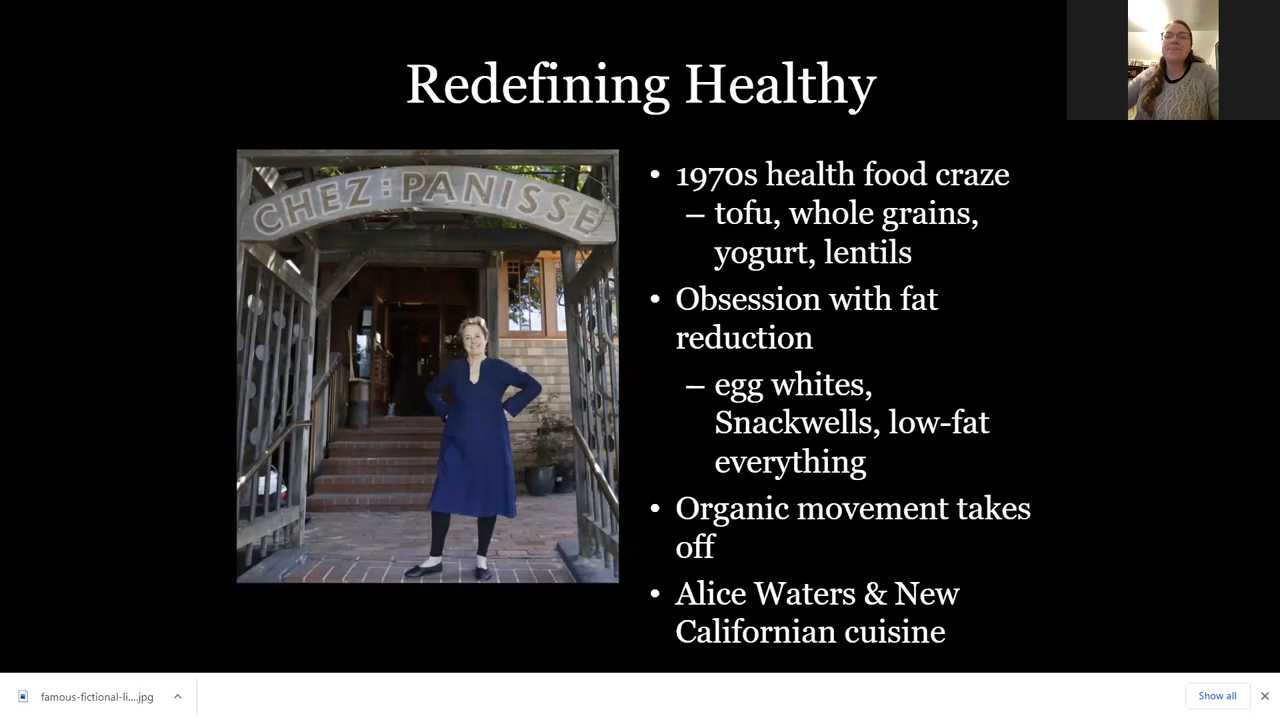 Redefining Healthy
CHEZ:PANISSE
• 1970s health food craze
– tofu, whole grains,
yogurt, lentils
• Obsession with fat
reduction
– egg whites,
Snackwells, low-fat
everything
• Organic movement takes
off
• Alice Waters & New
Californian cuisine
famous-fictional-li....jpg
Show all